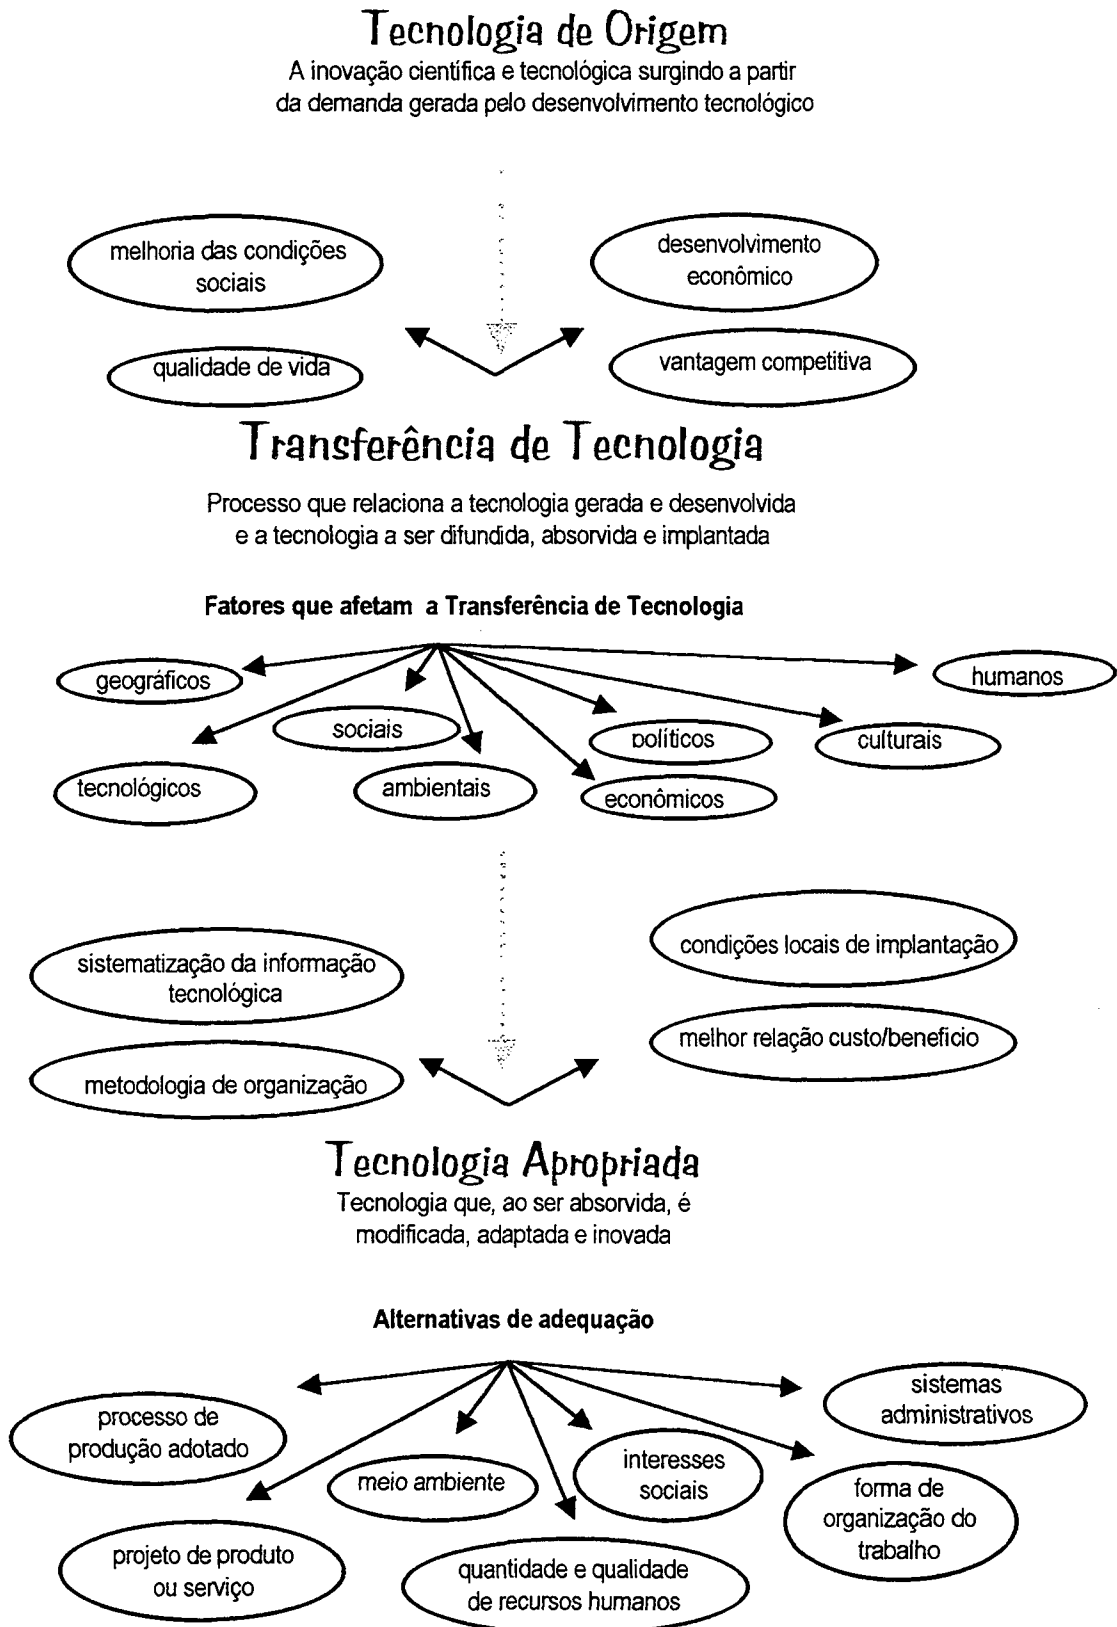 Tecnologia de Origem
A inovação científica e tecnológica surgindo a partir
da demanda gerada pelo desenvolvimento tecnológico
melhoria das condições
sociais
desenvolvimento
econômico
qualidade de vida
vantagem competitiva
Transferência de Tecnologia
Processo que relaciona a tecnologia gerada e desenvolvida
e a tecnologia a ser difundida, absorvida e implantada
Fatores que afetam a Transferência de Tecnologia
geográficos
humanos
sociais
políticos
culturais
tecnológicos
ambientais
econômicos
sistematização da informação
tecnológica
condições locais de implantação
metodologia de organização
melhor relação custo/beneficio
Tecnologia Apropriada
Tecnologia que, ao ser absorvida, é
modificada, adaptada e inovada
Alternativas de adequação
processo de
produção adotado
sistemas
administrativos
meio ambiente
interesses
sociais
forma de
organização do
trabalho
projeto de produto
ou serviço
quantidade e qualidade
de recursos humanos